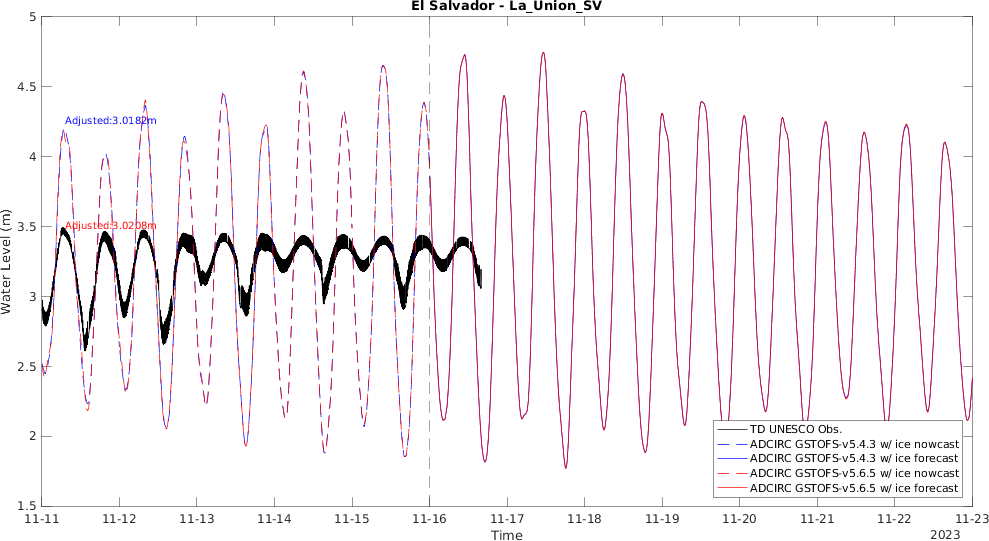 El Salvador - La_Union_SV
5
4.5
4
3.5
3
2.5
2
1.5
Water Level (m)
Adjusted:3.0182m
Adjusted:3.0208m
TD UNESCO Obs.
ADCIRC GSTOFS-v5.4.3 w/ ice nowcast
ADCIRC GSTOFS-v5.4.3 w/ ice forecast
ADCIRC GSTOFS-v5.6.5 w/ ice nowcast
ADCIRC GSTOFS-v5.6.5 w/ ice forecast
11-11 11-12 11-13 11-14 11-15 11-16 11-17 11-18 11-19 11-20 11-21 11-22 11-23
Time
2023